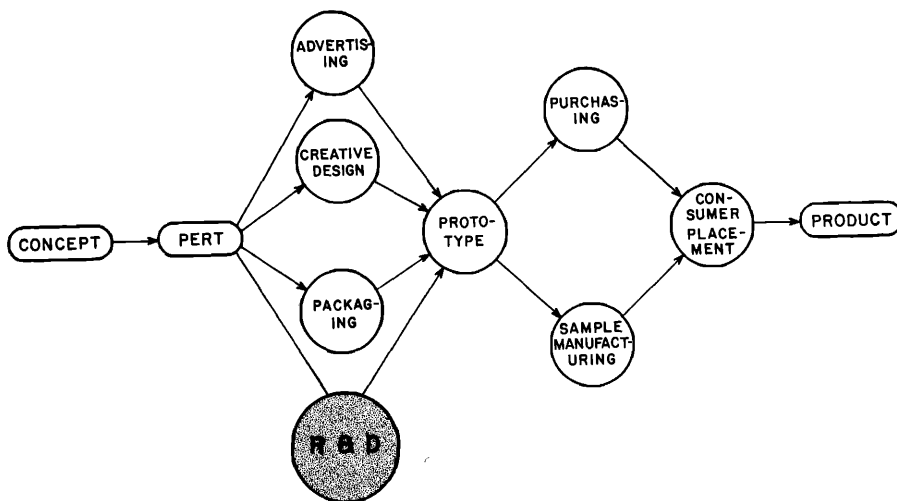 ADVERTIS-
ING
CREATIVE
DESIGN
PURCHAS-
ING
CONCEPT
PERT
PROTO-
TYPE
CON-
SUMER
PLACE-
MENT
PRODUCT
PACKAG-
ING
SAMPLE
MANUFACT-
URING
R & D